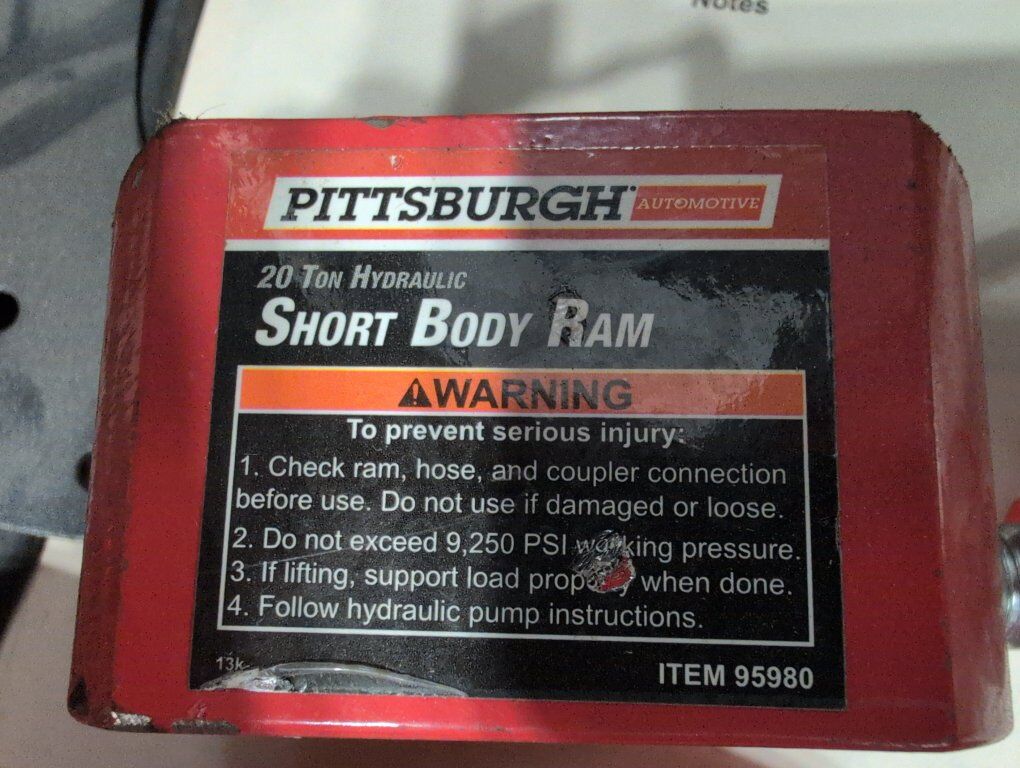 Notes
PITTSBURGH AUTOMOTIVE
20 TON HYDRAULIC
SHORT BODY RAM
WARNING
To prevent serious injury:
1. Check ram, hose, and coupler connection
before use. Do not use if damaged or loose.
2. Do not exceed 9,250 PSI working pressure.
3. If lifting, support load when done.
4. Follow hydraulic pump instructions.
13k
ITEM 95980